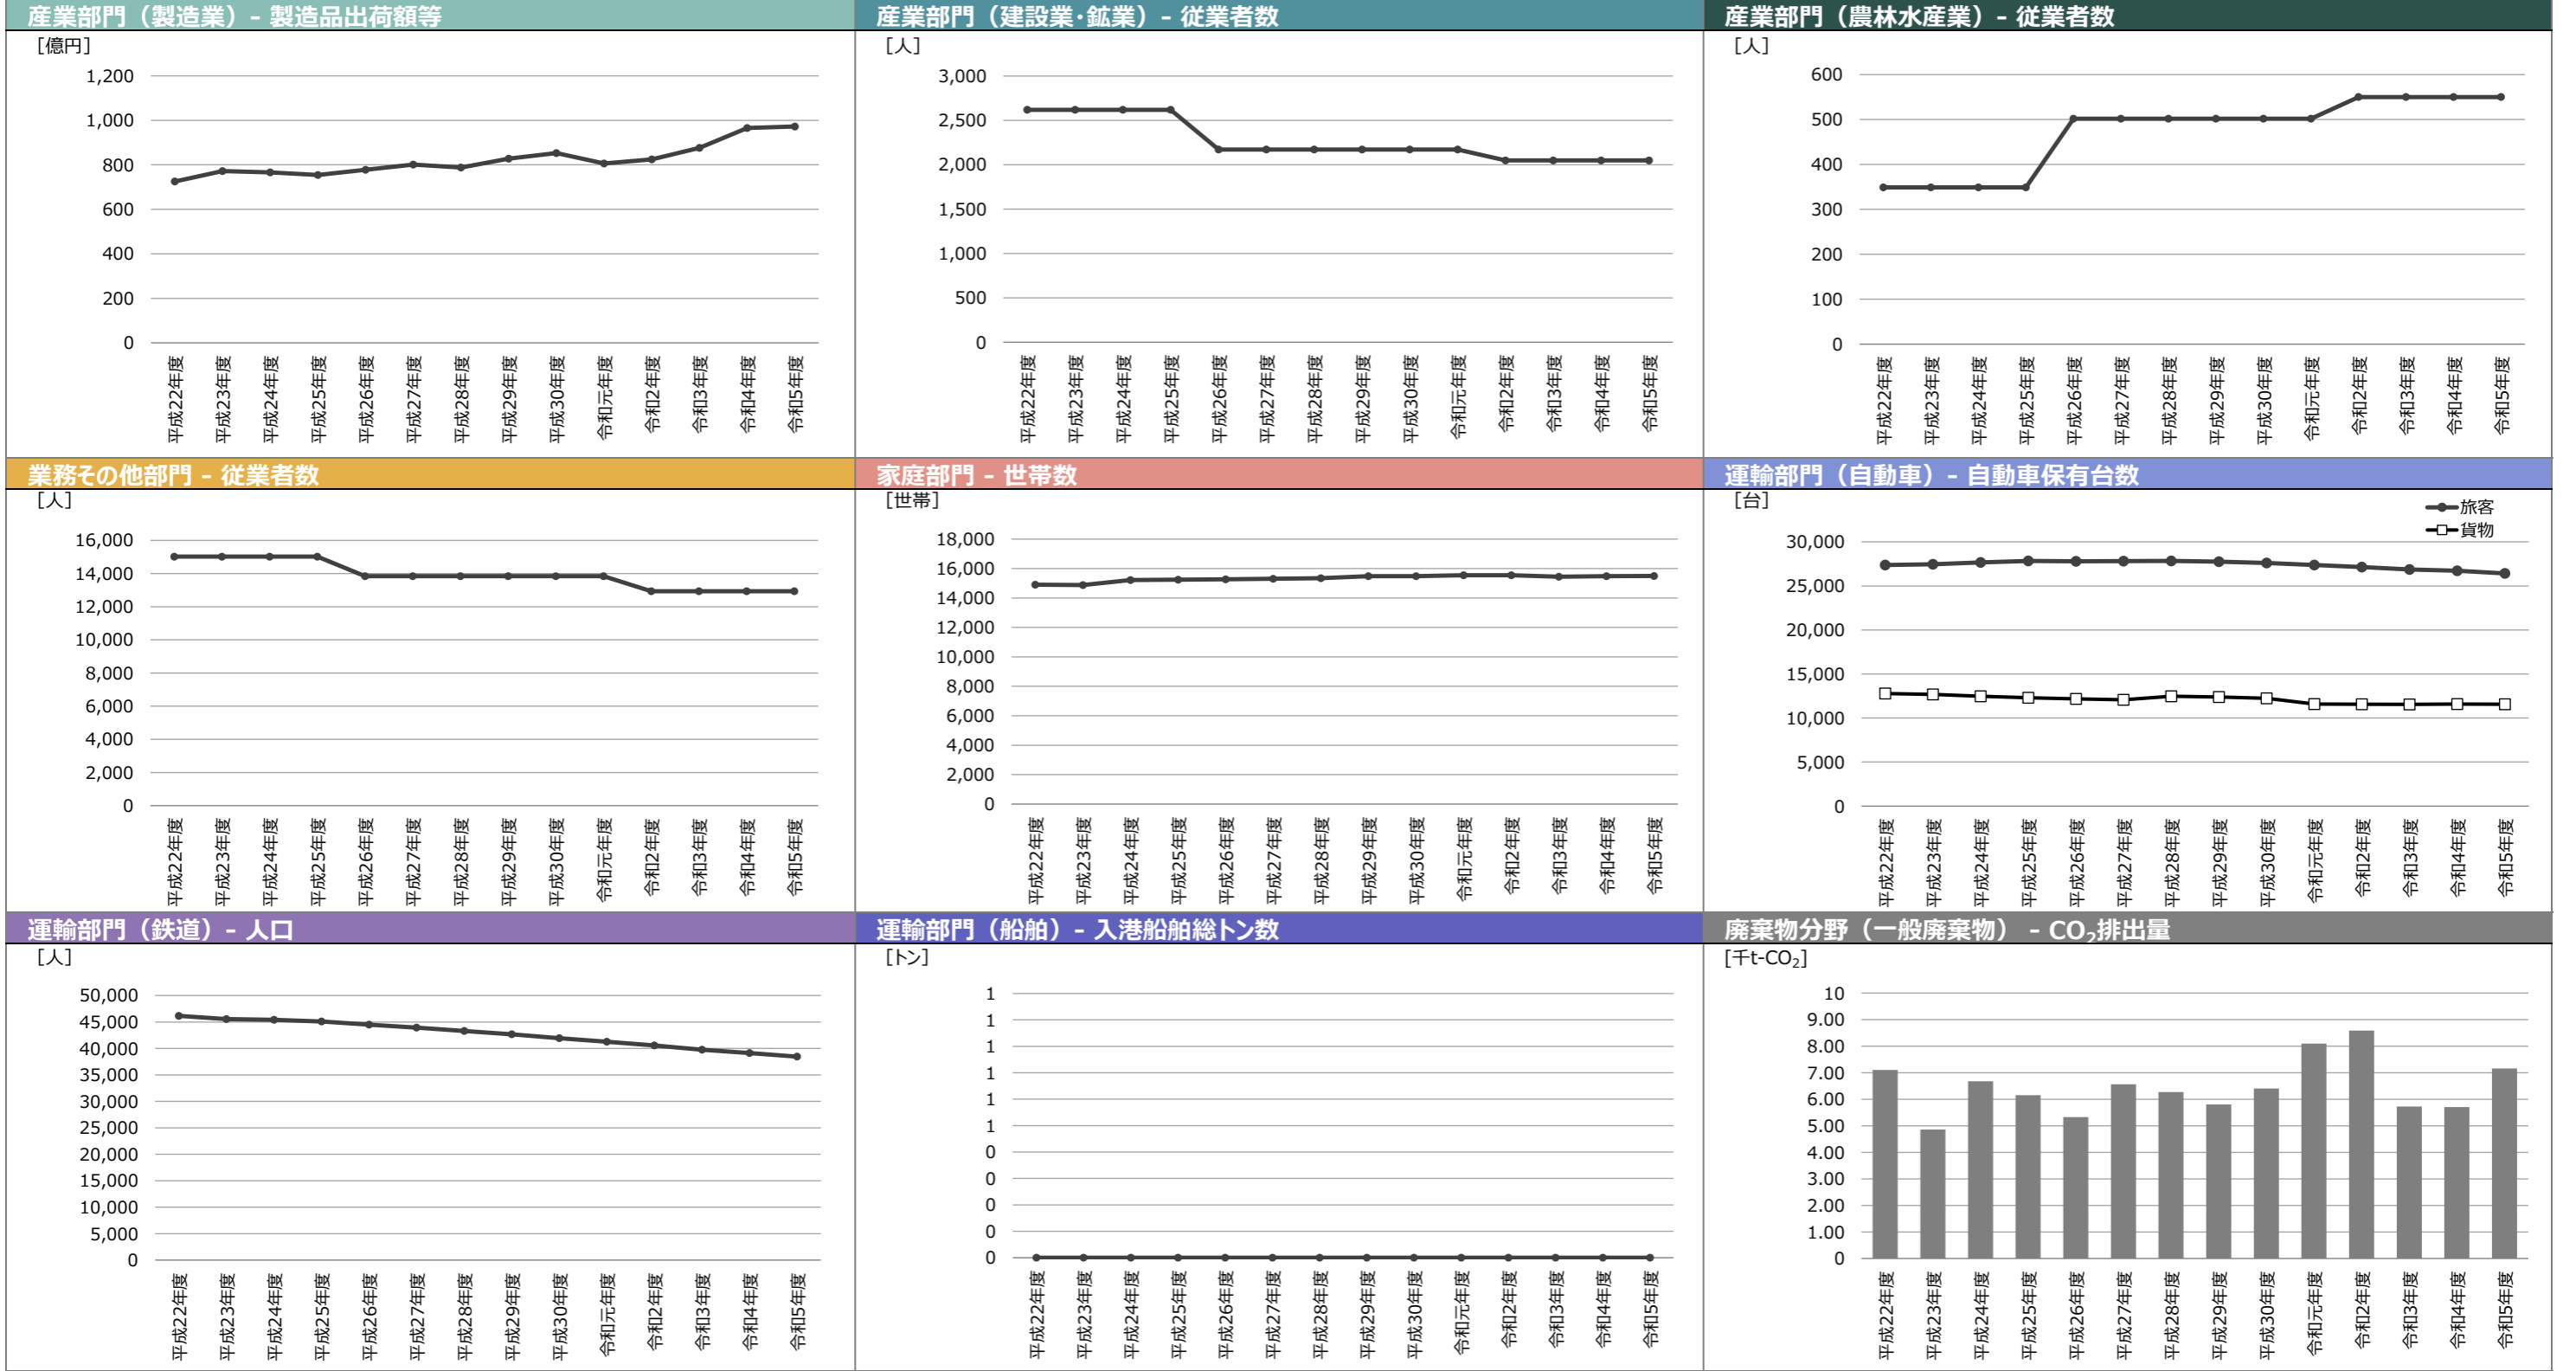 産業部門（製造業）- 製造品出荷額等
[億円]
1,200
1,000
800
600
400
200
0
平成22年度
平成23年度
平成24年度
平成25年度
平成26年度
平成27年度
平成28年度
平成29年度
平成30年度
令和元年度
令和2年度
令和3年度
令和4年度
令和5年度
産業部門（建設業･鉱業）- 従業者数
[人]
3,000
2,500
2,000
1,500
1,000
500
0
平成22年度
平成23年度
平成24年度
平成25年度
平成26年度
平成27年度
平成28年度
平成29年度
平成30年度
令和元年度
令和2年度
令和3年度
令和4年度
令和5年度
産業部門（農林水産業）- 従業者数
[人]
600
500
400
300
200
100
0
平成22年度
平成23年度
平成24年度
平成25年度
平成26年度
平成27年度
平成28年度
平成29年度
平成30年度
令和元年度
令和2年度
令和3年度
令和4年度
令和5年度
業務その他部門 - 従業者数
[人]
16,000
14,000
12,000
10,000
8,000
6,000
4,000
2,000
0
平成22年度
平成23年度
平成24年度
平成25年度
平成26年度
平成27年度
平成28年度
平成29年度
平成30年度
令和元年度
令和2年度
令和3年度
令和4年度
令和5年度
家庭部門 - 世帯数
[世帯]
18,000
16,000
14,000
12,000
10,000
8,000
6,000
4,000
2,000
0
平成22年度
平成23年度
平成24年度
平成25年度
平成26年度
平成27年度
平成28年度
平成29年度
平成30年度
令和元年度
令和2年度
令和3年度
令和4年度
令和5年度
運輸部門（自動車）- 自動車保有台数
[台]
旅客
貨物
30,000
25,000
20,000
15,000
10,000
5,000
0
平成22年度
平成23年度
平成24年度
平成25年度
平成26年度
平成27年度
平成28年度
平成29年度
平成30年度
令和元年度
令和2年度
令和3年度
令和4年度
令和5年度
運輸部門（鉄道）- 人口
[人]
50,000
45,000
40,000
35,000
30,000
25,000
20,000
15,000
10,000
5,000
0
平成22年度
平成23年度
平成24年度
平成25年度
平成26年度
平成27年度
平成28年度
平成29年度
平成30年度
令和元年度
令和2年度
令和3年度
令和4年度
令和5年度
運輸部門（船舶）- 入港船舶総トン数
[トン]
1
1
1
1
1
1
0
0
0
0
0
平成22年度
平成23年度
平成24年度
平成25年度
平成26年度
平成27年度
平成28年度
平成29年度
平成30年度
令和元年度
令和2年度
令和3年度
令和4年度
令和5年度
廃棄物分野（一般廃棄物） - CO₂排出量
[千t-CO₂]
10
9.00
8.00
7.00
6.00
5.00
4.00
3.00
2.00
1.00
0
平成22年度
平成23年度
平成24年度
平成25年度
平成26年度
平成27年度
平成28年度
平成29年度
平成30年度
令和元年度
令和2年度
令和3年度
令和4年度
令和5年度